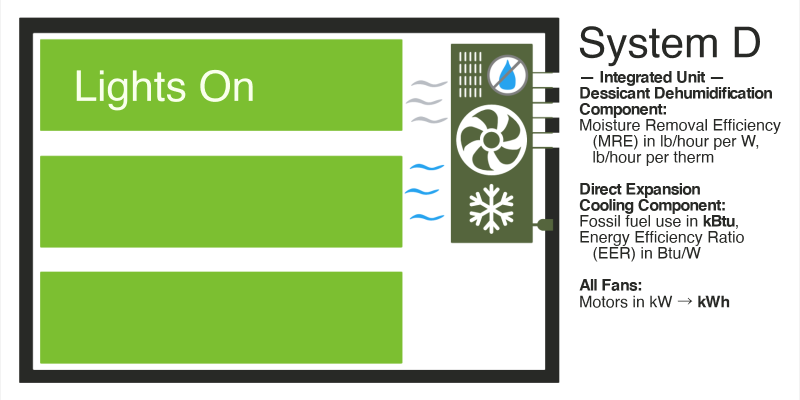 Lights On
System D
— Integrated Unit —
Dessicant Dehumidification
Component:
Moisture Removal Efficiency
(MRE) in lb/hour per W,
lb/hour per therm
Direct Expansion
Cooling Component:
Fossil fuel use in kBtu,
Energy Efficiency Ratio
(EER) in Btu/W
All Fans:
Motors in kW → kWh